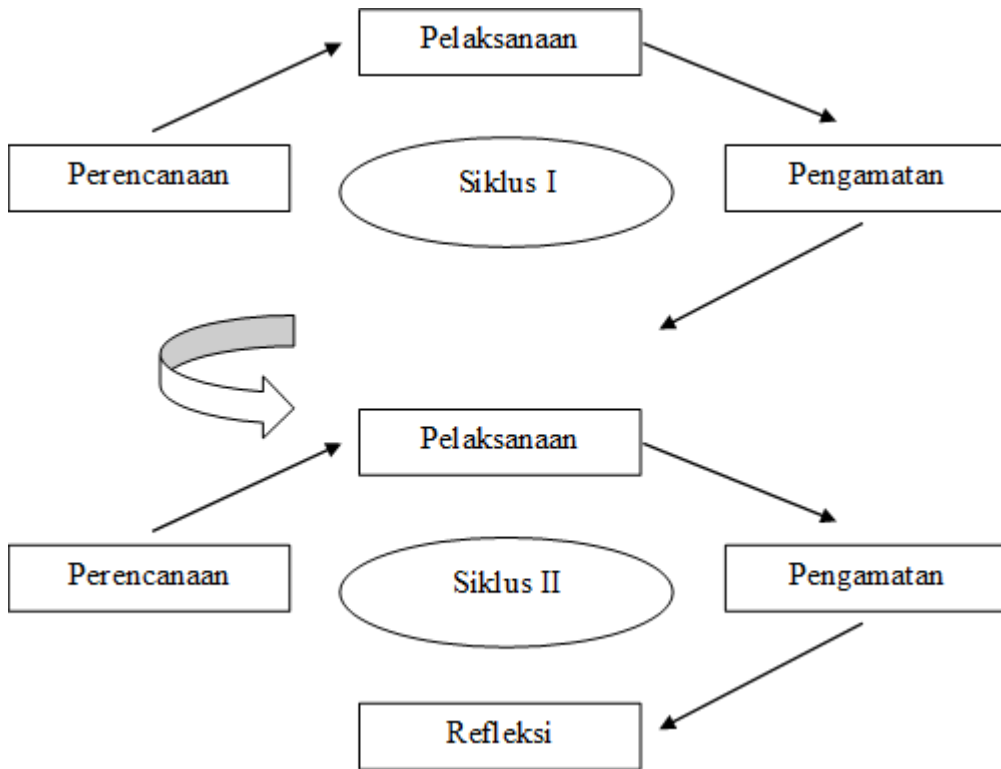 Pelaksanaan
Perencanaan
Siklus I
Pengamatan
Pelaksanaan
Perencanaan
Siklus II
Pengamatan
Refleksi